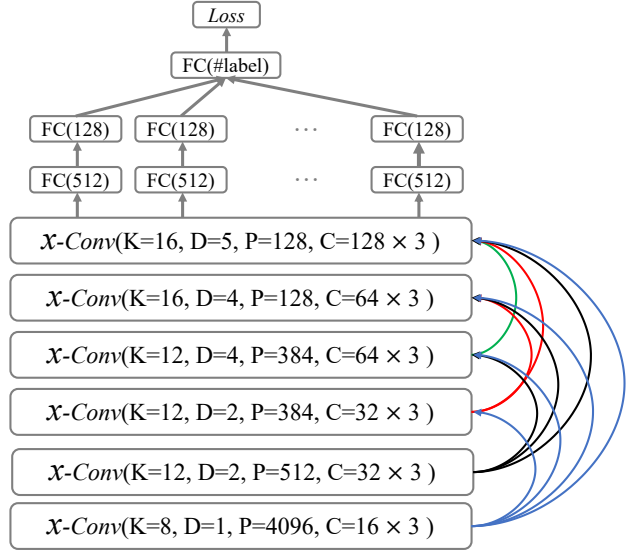 Loss
FC(#label)
FC(128) FC(128) ... FC(128)
FC(512) FC(512) ... FC(512)
X-Conv(K=16, D=5, P=128, C=128 × 3 )
X-Conv(K=16, D=4, P=128, C=64 × 3 )
X-Conv(K=12, D=4, P=384, C=64 × 3 )
X-Conv(K=12, D=2, P=384, C=32 × 3 )
X-Conv(K=12, D=2, P=512, C=32 × 3 )
X-Conv(K=8, D=1, P=4096, C=16 × 3 )